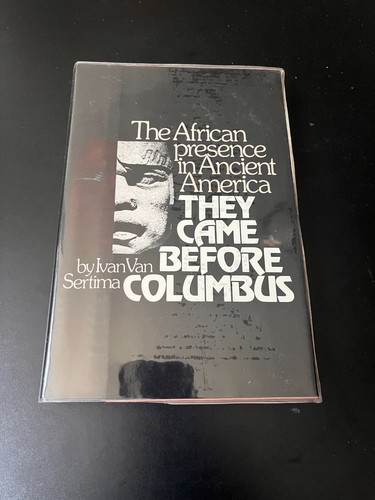 The African
presence
in Ancient
America
THEY
CAME
BEFORE
COLUMBUS
by Ivan Van
Sertima